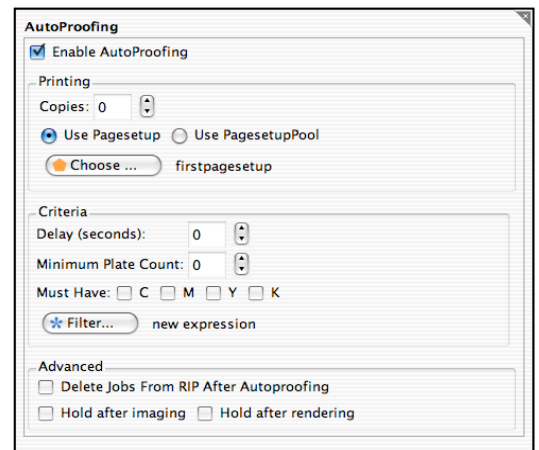 AutoProofing
Enable AutoProofing
Printing
Copies: 0
Use Pagesetup Use PagesetupPool
Choose ... firstpagesetup
Criteria
Delay (seconds): 0
Minimum Plate Count: 0
Must Have: C M Y K
Filter... new expression
Advanced
Delete Jobs From RIP After Autoproofing
Hold after imaging Hold after rendering